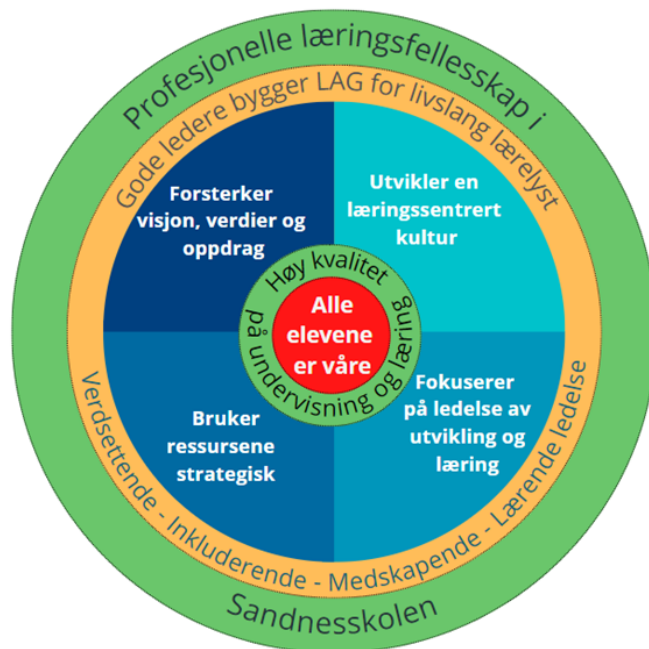 Profesjonelle læringsfellesskap i
Sandnesskolen
Gode ledere bygger LAG for livslang lærelyst
Verdsettende - Inkluderende - Medskapende - Lærende ledelse
Forsterker
visjon, verdier og
oppdrag
Utvikler en
læringssentrert
kultur
Høy kvalitet
på undervisning og læring
Alle
elevene
er våre
Bruker
ressursene
strategisk
Fokuserer
på ledelse av
utvikling og
læring